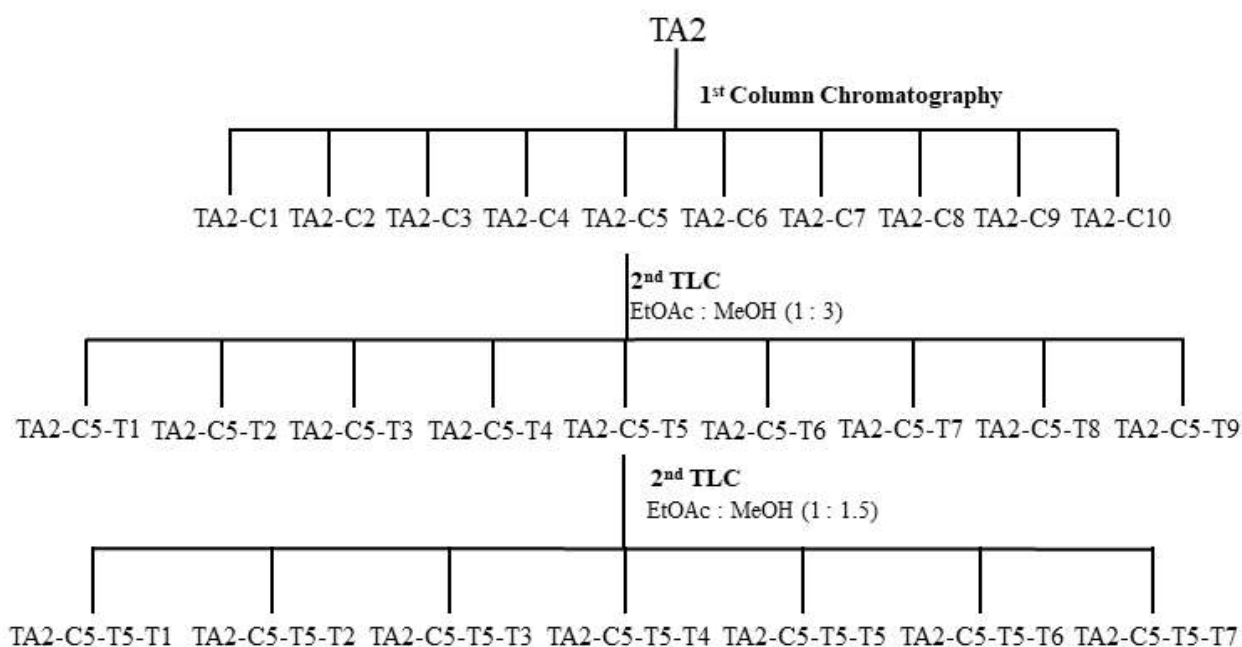 TA2
1st Column Chromatography
TA2-C1 TA2-C2 TA2-C3 TA2-C4 TA2-C5 TA2-C6 TA2-C7 TA2-C8 TA2-C9 TA2-C10
2nd TLC
EtOAc : MeOH (1 : 3)
TA2-C5-T1 TA2-C5-T2 TA2-C5-T3 TA2-C5-T4 TA2-C5-T5 TA2-C5-T6 TA2-C5-T7 TA2-C5-T8 TA2-C5-T9
2nd TLC
EtOAc : MeOH (1 : 1.5)
TA2-C5-T5-T1 TA2-C5-T5-T2 TA2-C5-T5-T3 TA2-C5-T5-T4 TA2-C5-T5-T5 TA2-C5-T5-T6 TA2-C5-T5-T7